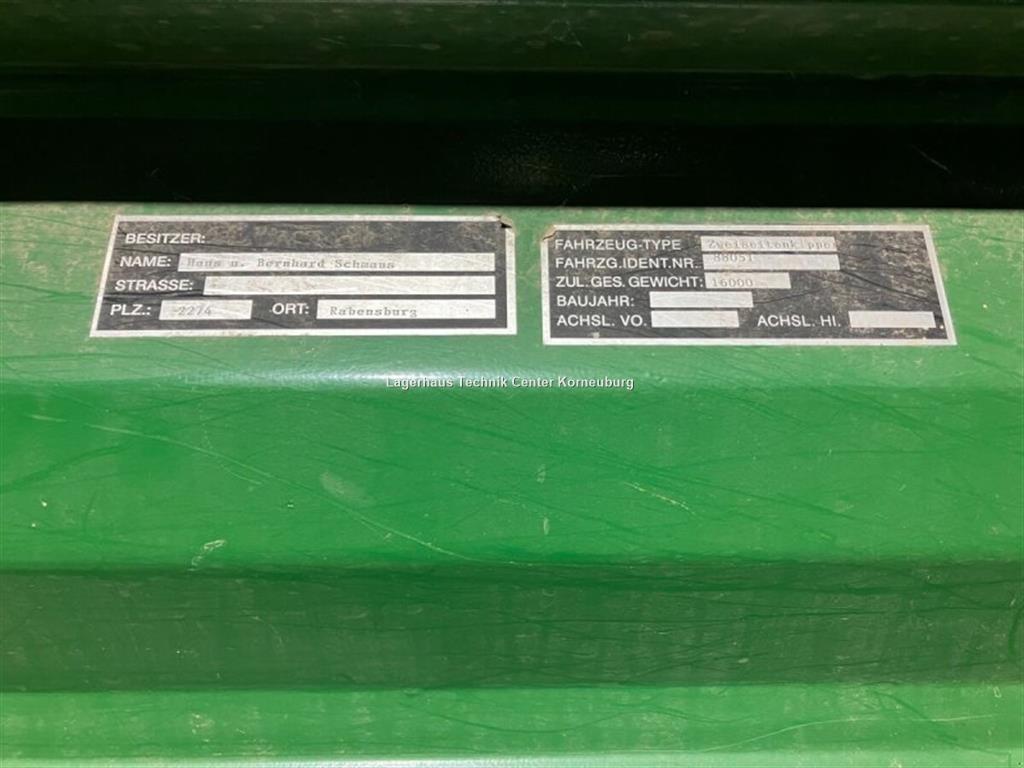 BESITZER:
NAME: Hans u. Bernhard Schmaus
STRASSE:
PLZ.: 2274 ORT: Rabensburg
FAHRZEUG-TYPE Zweiseitenkipper
FAHRZG.IDENT.NR.. 88051
ZUL. GES. GEWICHT: 16000
BAUJAHR:
ACHSL. VO. ACHSL. HI.
Lagerhaus Technik Center Korneuburg